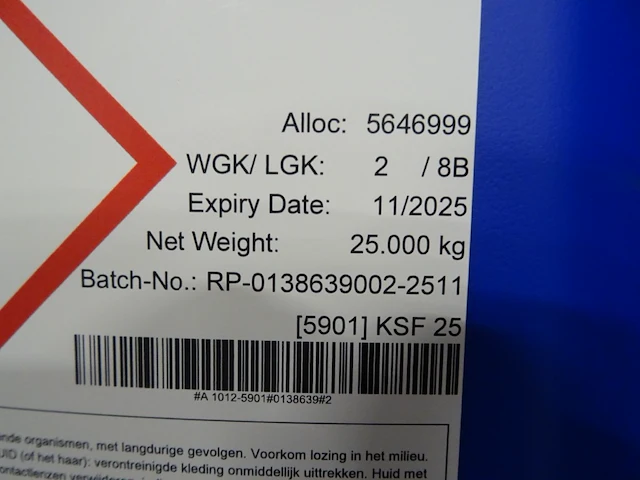 Alloc: 5646999
WGK/ LGK: 2 / 8B
Expiry Date: 11/2025
Net Weight: 25.000 kg
Batch-No.: RP-0138639002-2511
[5901] KSF 25
#A 1012-5901#0138639#2
organismen, met langdurige gevolgen. Voorkom lozing in het milieu.
(of het haar): verontreinigde kleding onmiddellijk uittrekken. Huid met